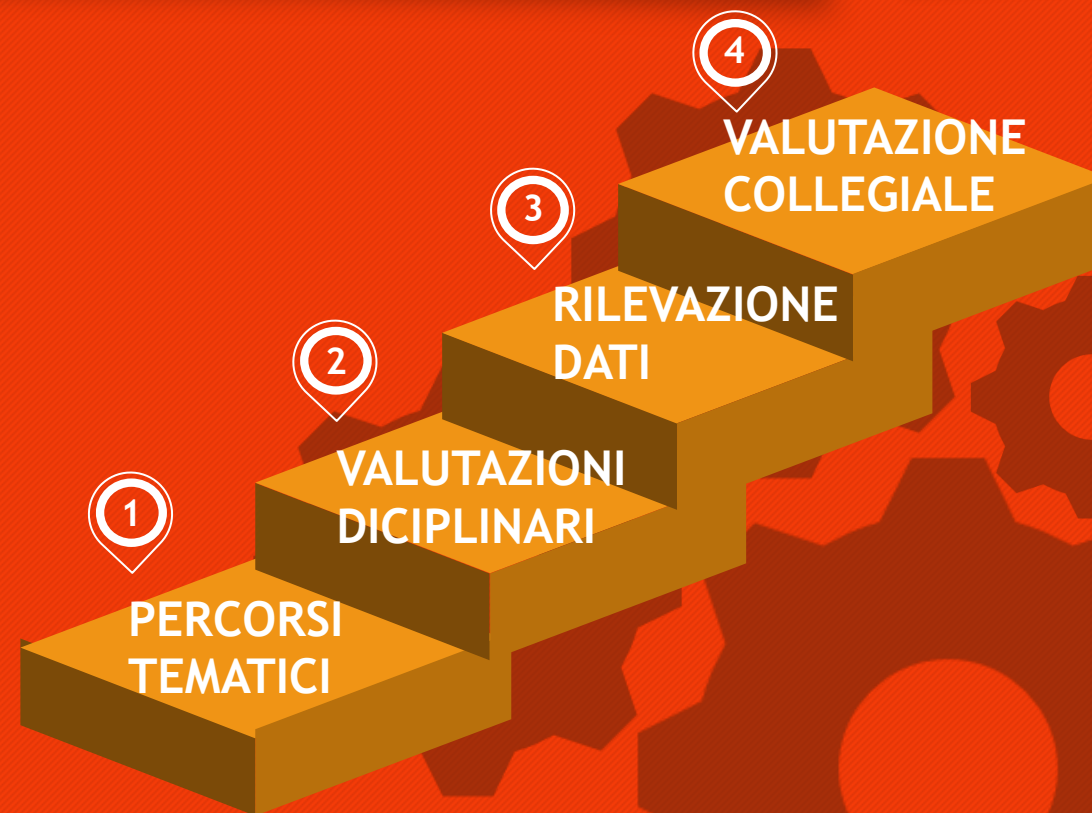 1
PERCORSI
TEMATICI
2
VALUTAZIONI
DICIPLINARI
3
RILEVAZIONE
DATI
4
VALUTAZIONE
COLLEGIALE